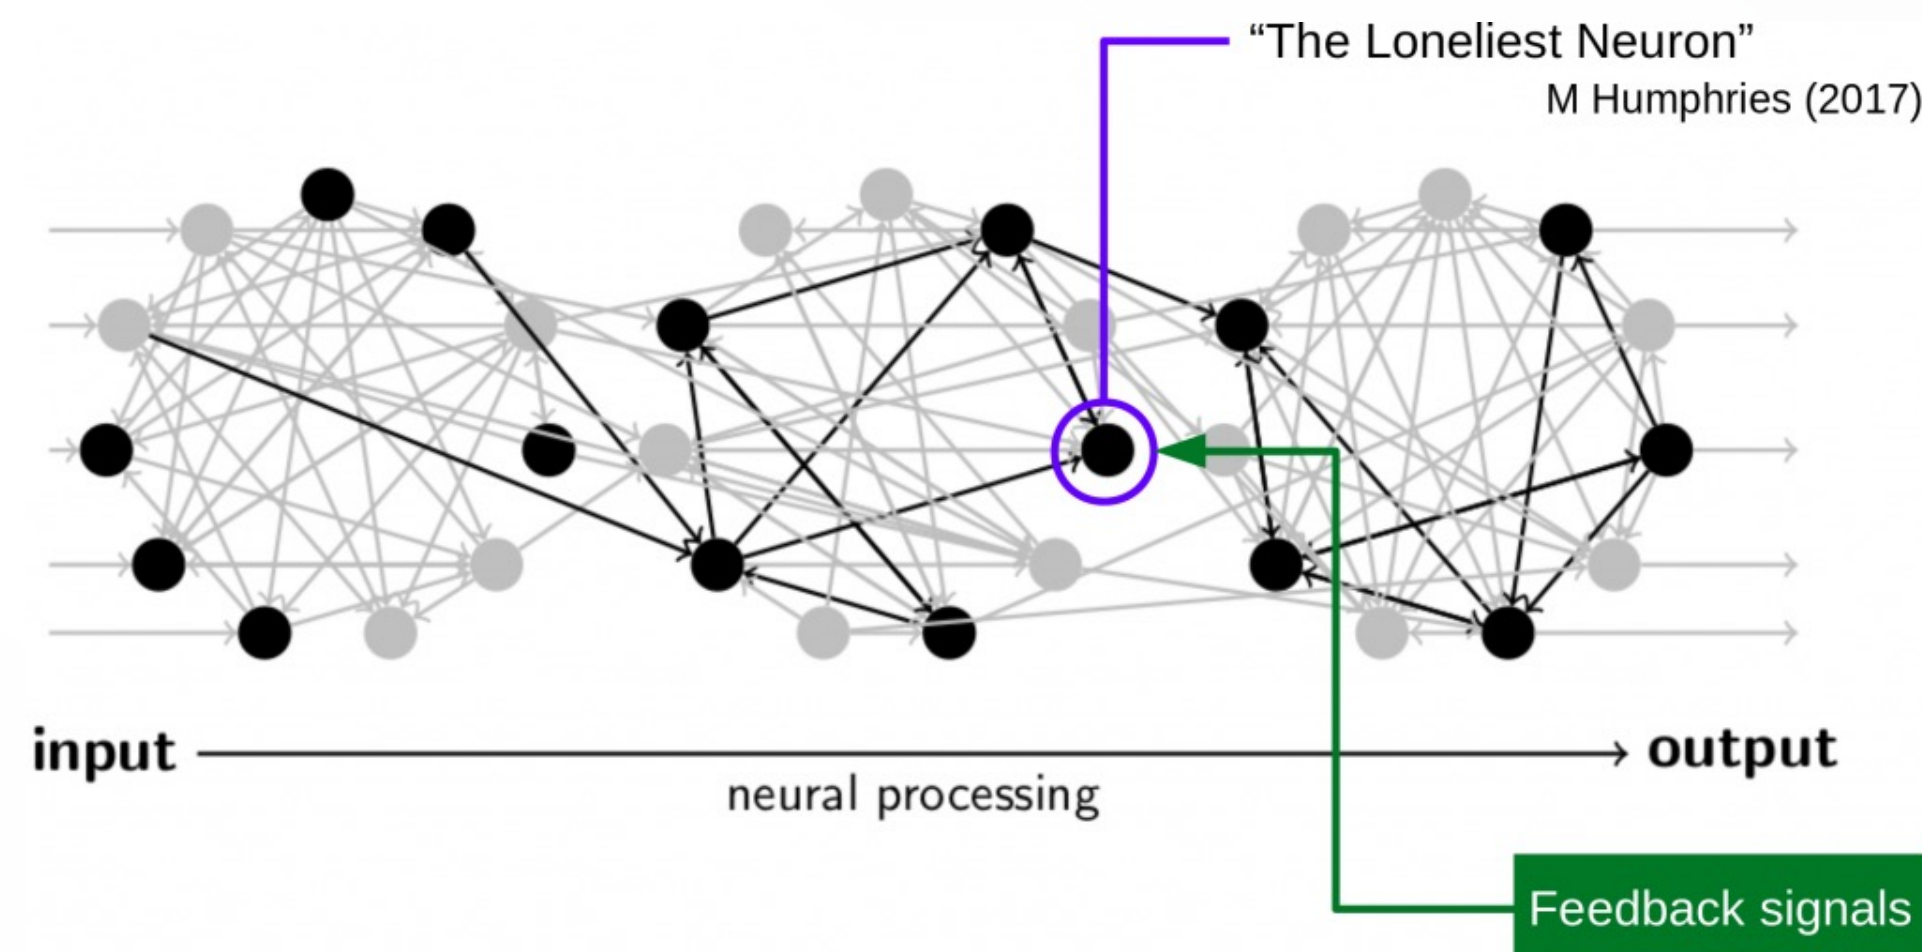 “The Loneliest Neuron”
M Humphries (2017)
input
output
neural processing
Feedback signals